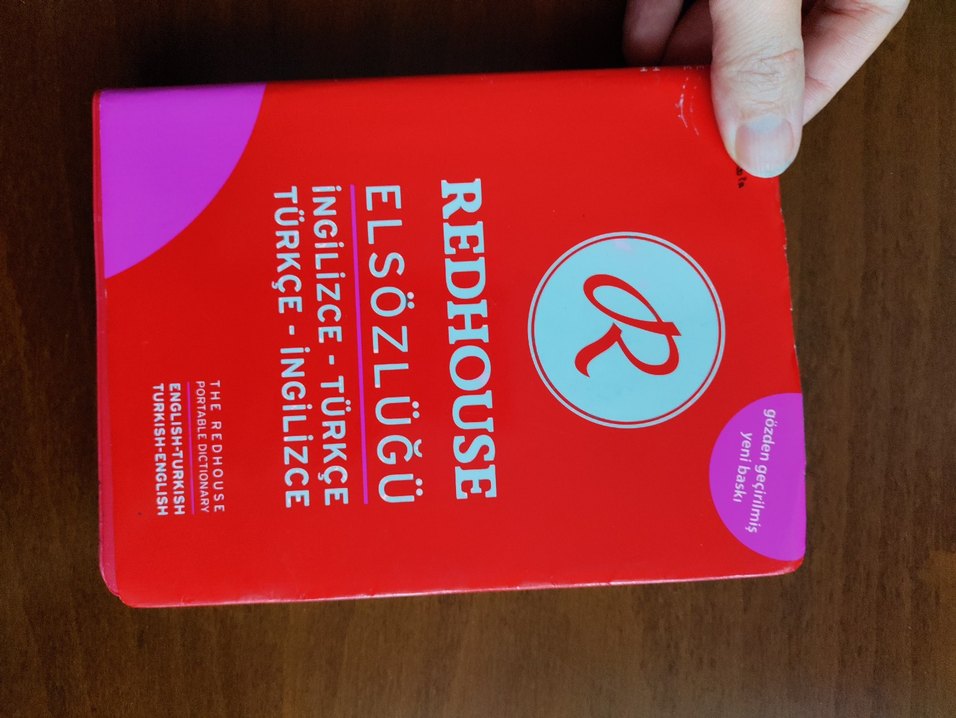 gözden geçirilmiş
yeni baskı
R
REDHOUSE
ELSÖZLÜĞÜ
İNGİLİZCE - TÜRKÇE
TÜRKÇE - İNGİLİZCE
THE REDHOUSE
PORTABLE DICTIONARY
ENGLISH-TURKISH
TURKISH-ENGLISH